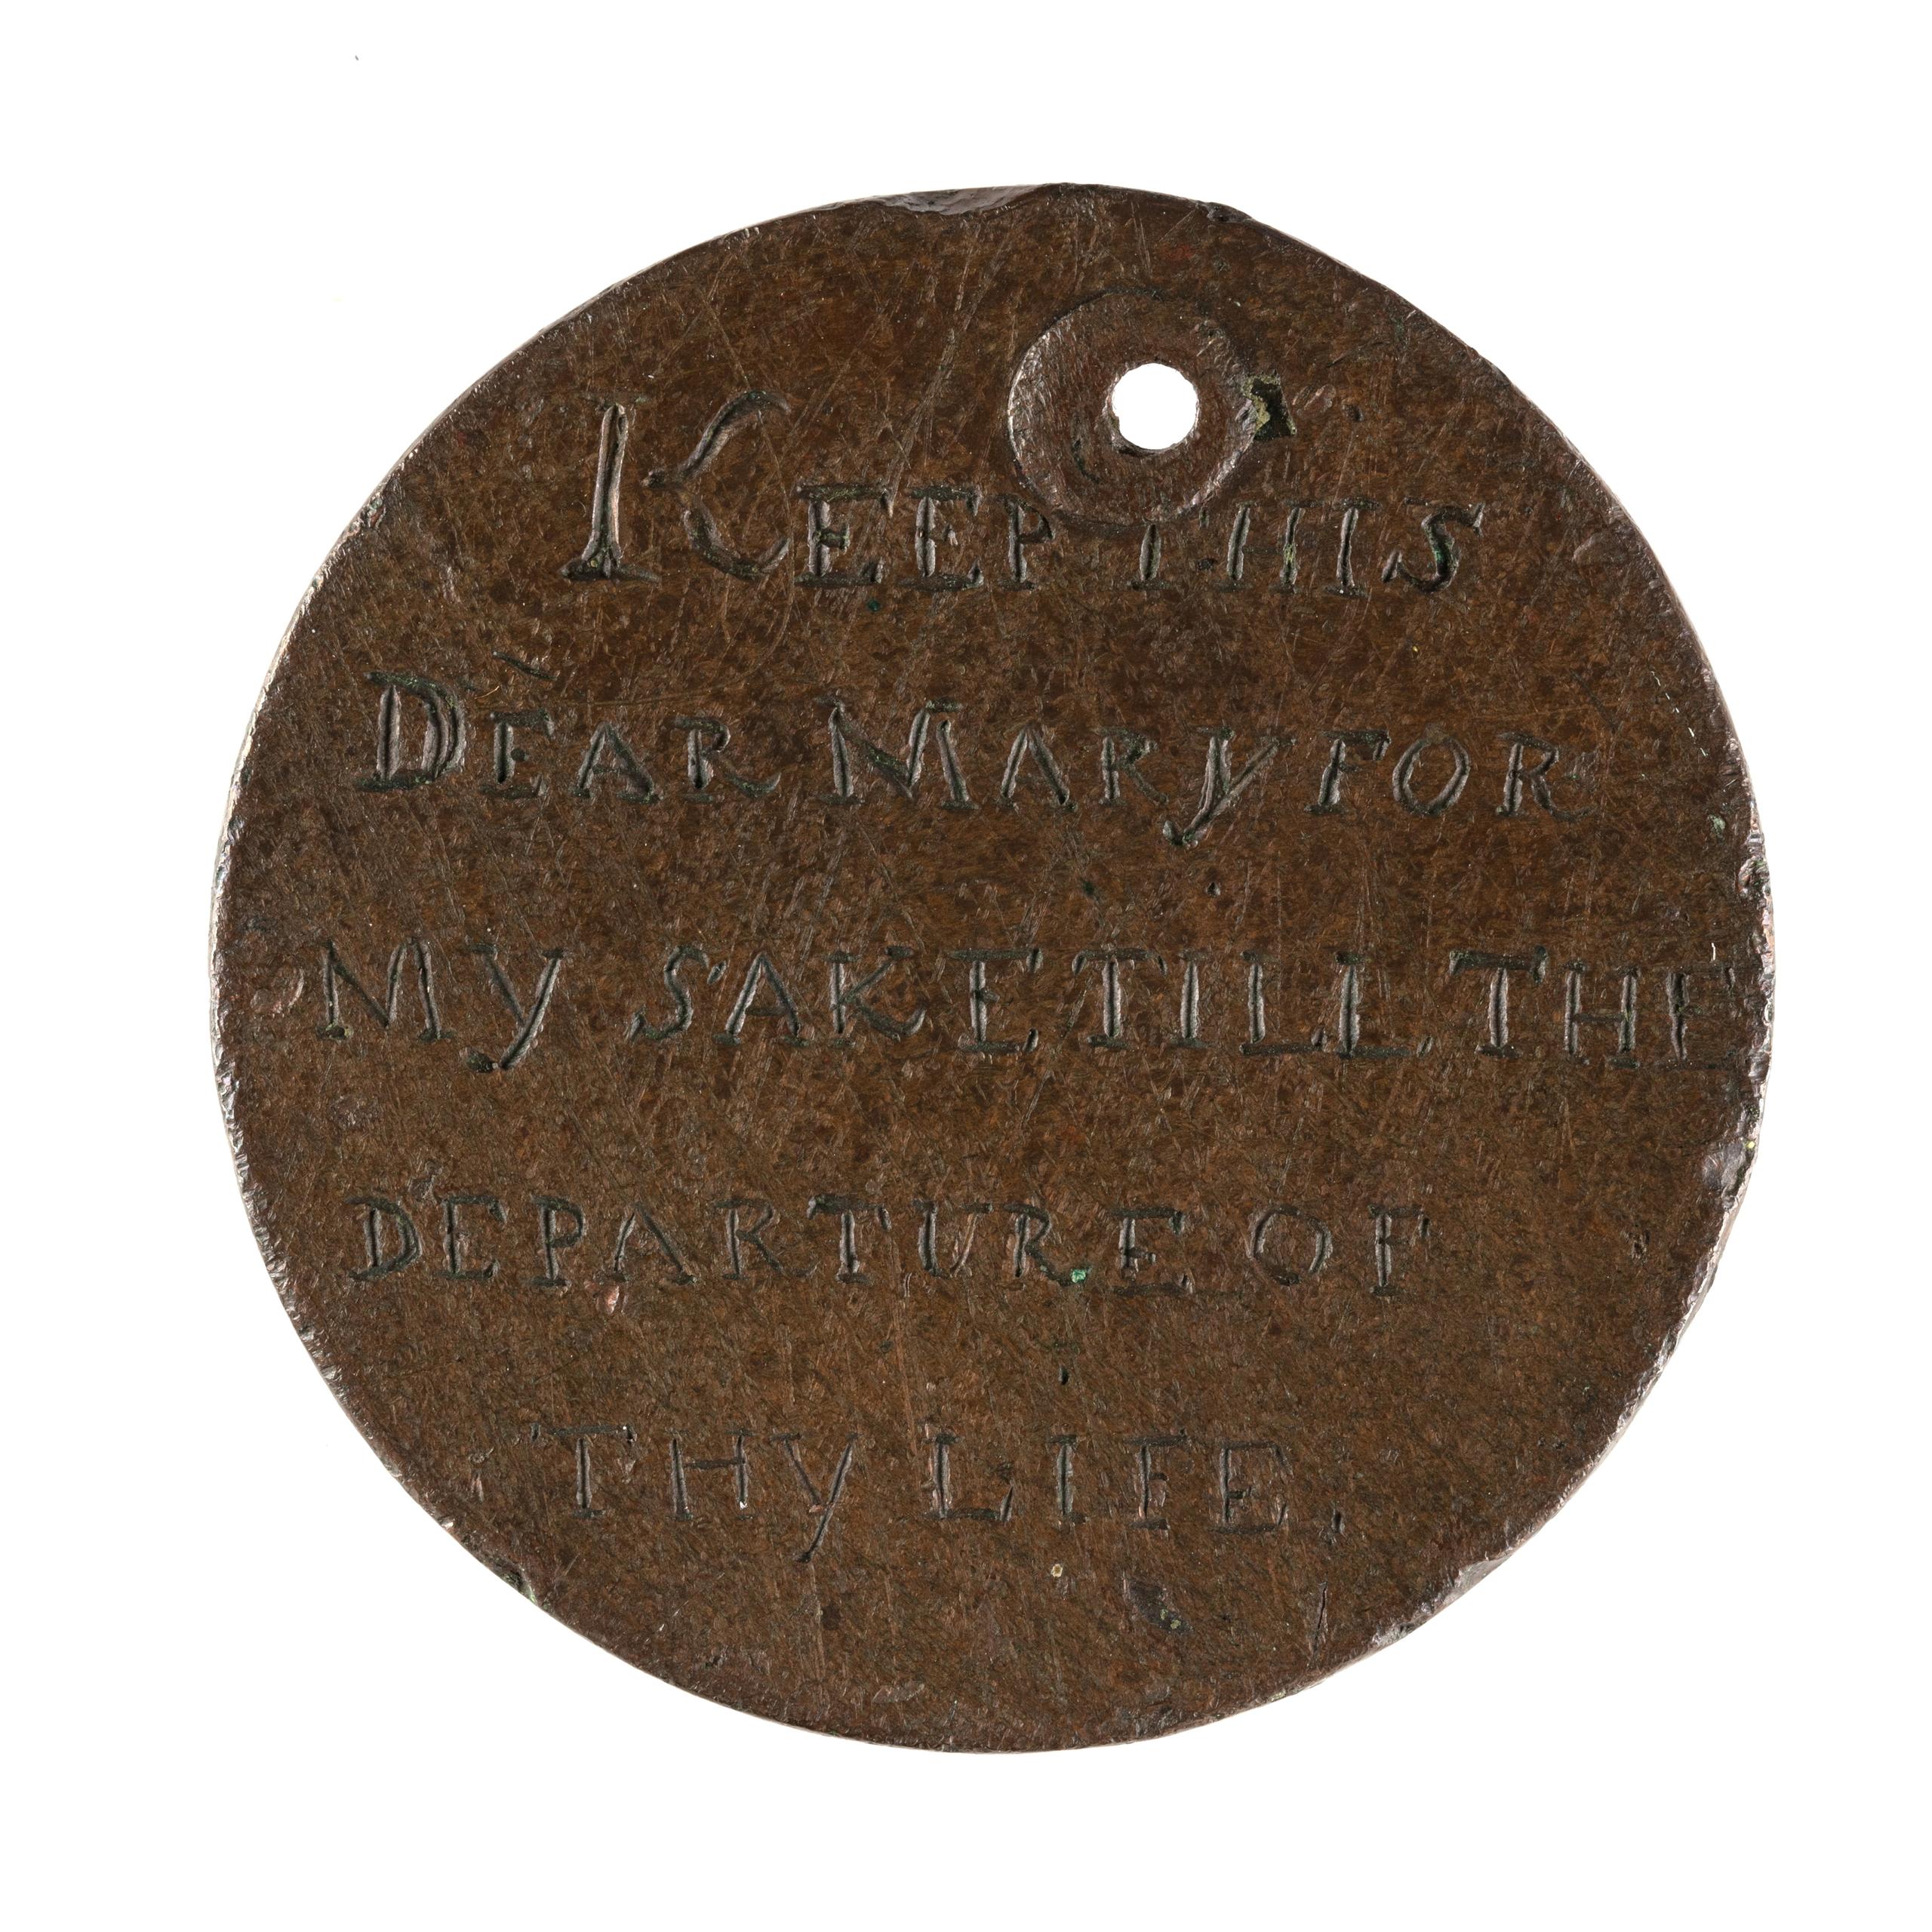 KEEP THIS
DEAR MARY FOR
MY SAKE TILL THE
DEPARTURE OF
THY LIFE.